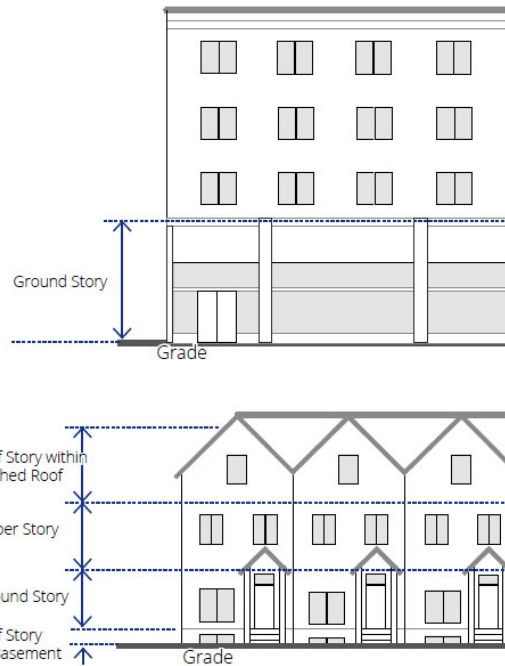 Ground Story
Grade
f Story within
hed Roof
per Story
und Story
f Story
asement
Grade